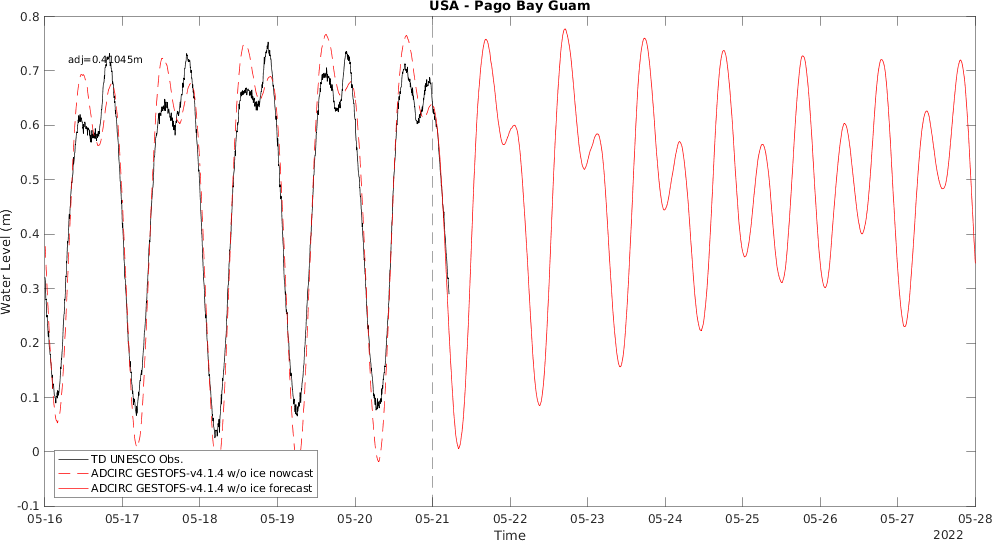 USA - Pago Bay Guam
0.8
0.7
0.6
0.5
0.4
0.3
0.2
0.1
0
-0.1
Water Level (m)
adj=0.41045m
TD UNESCO Obs.
ADCIRC GESTOFS-v4.1.4 w/o ice nowcast
ADCIRC GESTOFS-v4.1.4 w/o ice forecast
05-16 05-17 05-18 05-19 05-20 05-21 05-22 05-23 05-24 05-25 05-26 05-27 05-28
Time
2022